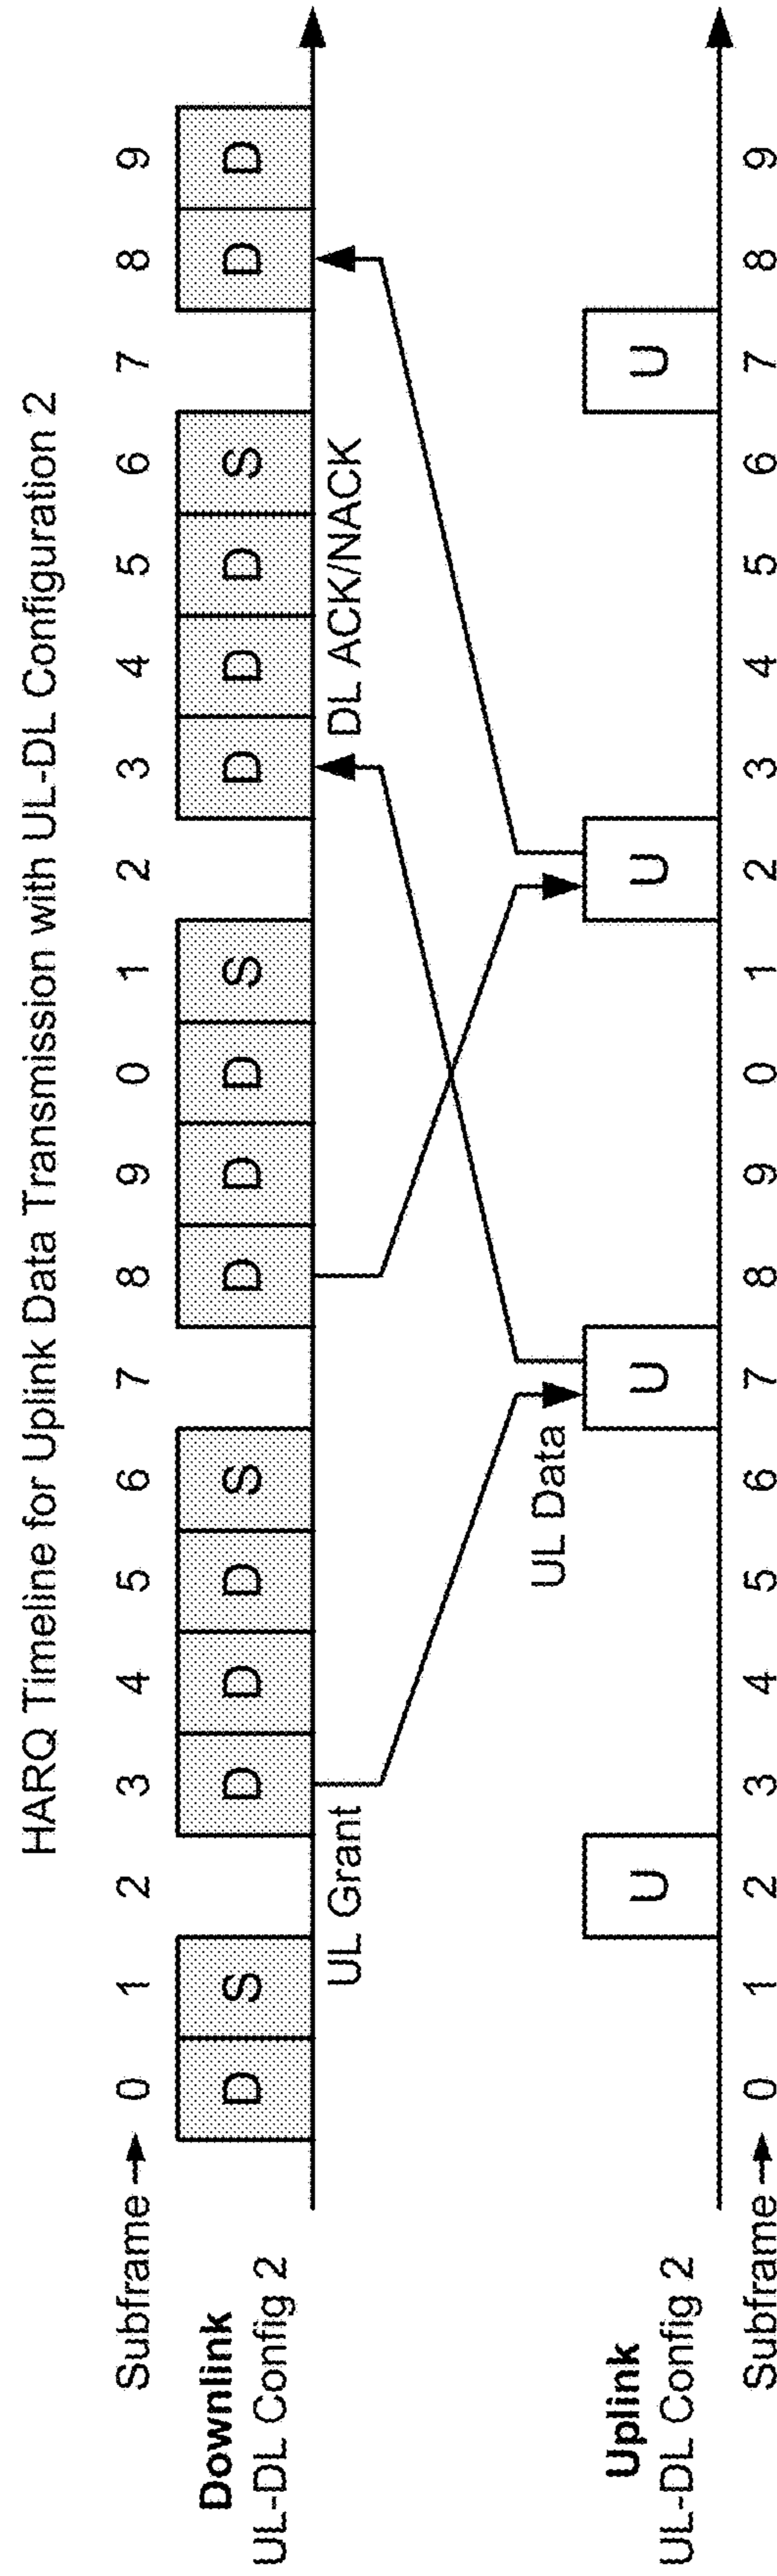 HARQ Timeline for Uplink Data Transmission with UL-DL Configuration 2
Subframe → 0 1 2 3 4 5 6 7 8 9 0 1 2 3 4 5 6 7 8 9
Downlink
UL-DL Config 2
D S D D D S D D D S D D D S D D
UL Grant
DL ACK/NACK
UL Data
Uplink
UL-DL Config 2
U U U U
Subframe → 0 1 2 3 4 5 6 7 8 9 0 1 2 3 4 5 6 7 8 9